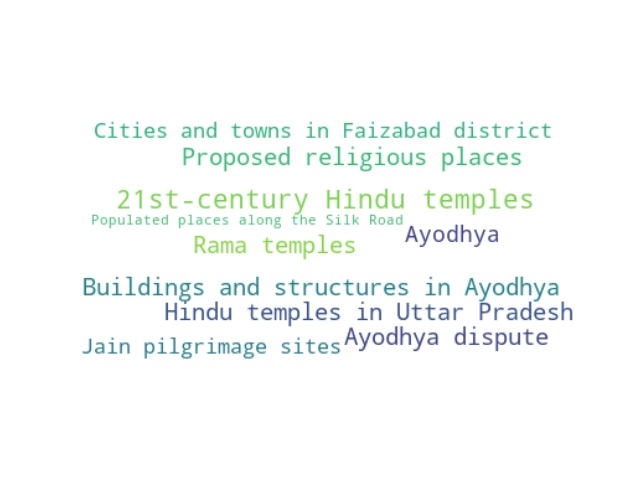 Cities and towns in Faizabad district
Proposed religious places
21st-century Hindu temples
Populated places along the Silk Road
Ayodhya
Rama temples
Buildings and structures in Ayodhya
Hindu temples in Uttar Pradesh
Ayodhya dispute
Jain pilgrimage sites